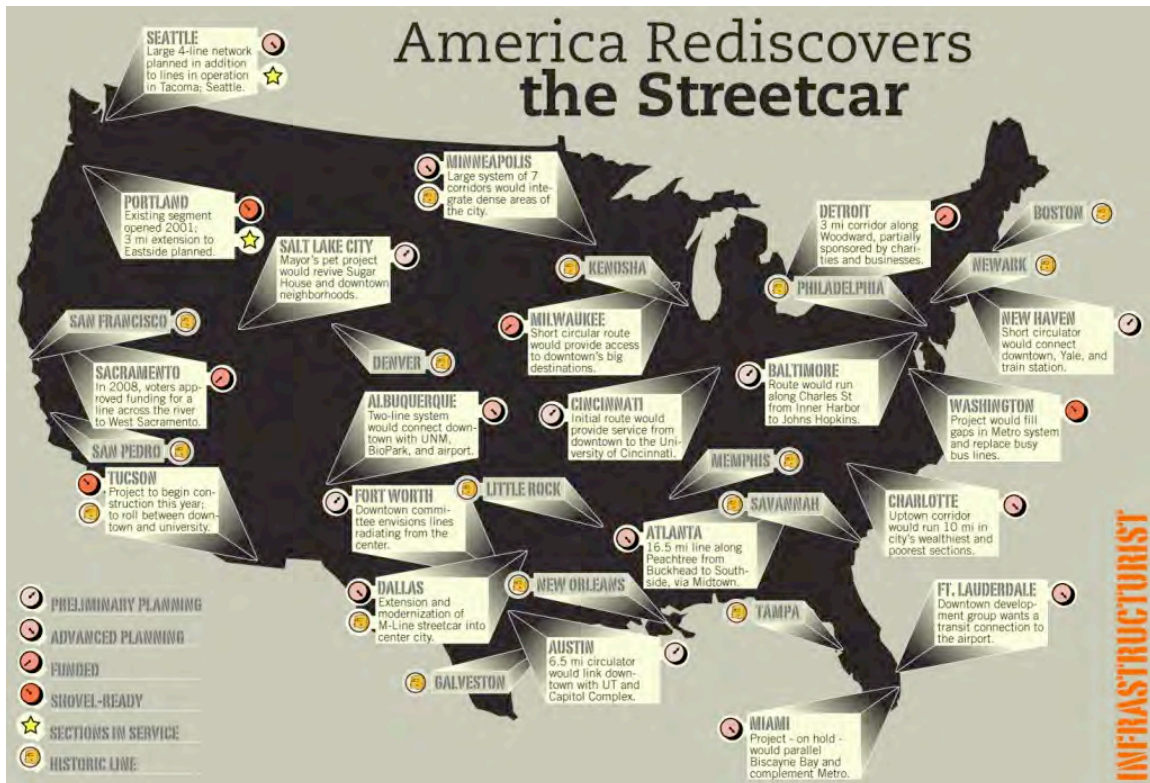 America Rediscovers
the Streetcar
SEATTLE
Large 4-line network
planned in addition
to lines in operation
in Tacoma; Seattle.
MINNEAPOLIS
Large system of 7
corridors would inte-
grate dense areas of
the city.
PORTLAND
Existing segment
opened 2001;
3 mi extension to
Eastside planned.
SALT LAKE CITY
Mayor's pet project
would revive Sugar
House and downtown
neighborhoods.
DETROIT
3 mi corridor along
Woodward, partially
sponsored by chari-
ties and businesses.
BOSTON
KENOSHA
PHILADELPHIA
NEWARK
SAN FRANCISCO
MILWAUKEE
Short circular route
would provide access
to downtown's big
destinations.
NEW HAVEN
Short circulator
would connect
downtown, Yale, and
train station.
DENVER
SACRAMENTO
In 2008, voters app-
roved funding for a
line across the river
to West Sacramento.
ALBUQUERQUE
Two-line system
would connect down-
town with UNM,
BioPark, and airport.
CINCINNATI
Initial route would
provide service from
downtown to the Uni-
versity of Cincinnati.
BALTIMORE
Route would run
along Charles St
from Inner Harbor
to Johns Hopkins.
WASHINGTON
Project would fill
gaps in Metro system
and replace busy
bus lines.
SAN PEDRO
MEMPHIS
TUCSON
Project to begin con-
struction this year;
to roll between down-
town and university.
FORT WORTH
Downtown commi-
ttee envisions lines
radiating from the
center.
LITTLE ROCK
SAVANNAH
CHARLOTTE
Uptown corridor
would run 10 mi in
city's wealthiest and
poorest sections.
ATLANTA
16.5 mi line along
Peachtree from
Buckhead to South-
side, via Midtown.
DALLAS
Extension and
modernization of
M-Line streetcar into
center city.
NEW ORLEANS
TAMPA
FT. LAUDERDALE
Downtown develop-
ment group wants a
transit connection to
the airport.
AUSTIN
6.5 mi circulator
would link down-
town with UT and
Capitol Complex.
GALVESTON
MIAMI
Project - on hold -
would parallel
Biscayne Bay and
complement Metro.
PRELIMINARY PLANNING
ADVANCED PLANNING
FUNDED
SHOVEL-READY
SECTIONS IN SERVICE
HISTORIC LINE
INFRASTRUCTURIST